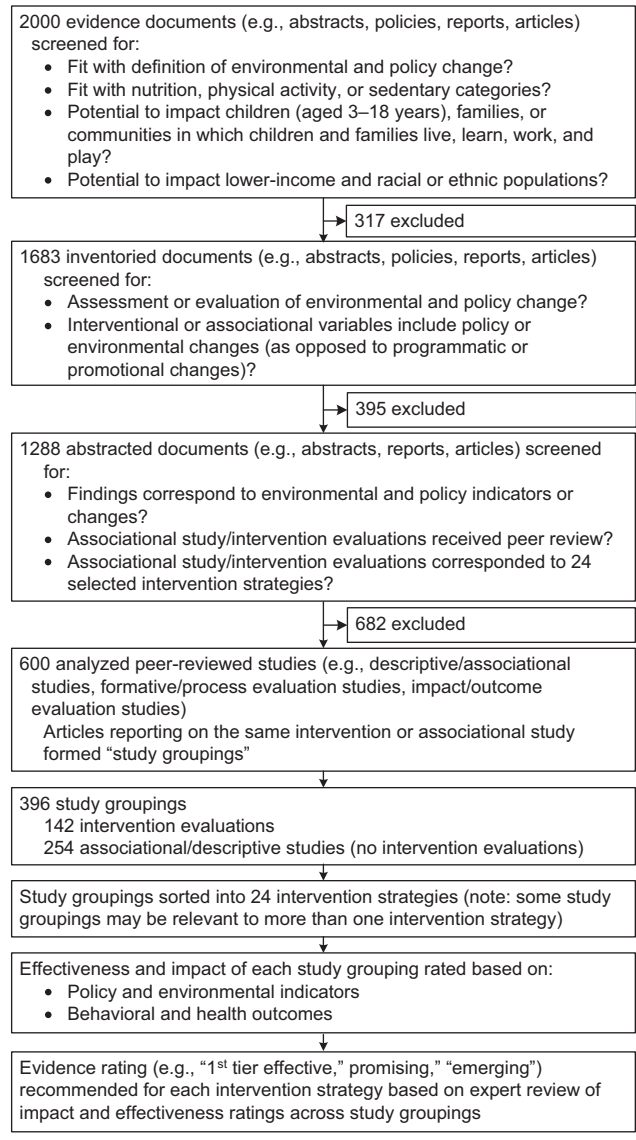 2000 evidence documents (e.g., abstracts, policies, reports, articles)
screened for:
• Fit with definition of environmental and policy change?
• Fit with nutrition, physical activity, or sedentary categories?
• Potential to impact children (aged 3–18 years), families, or
communities in which children and families live, learn, work, and
play?
• Potential to impact lower-income and racial or ethnic populations?
317 excluded
1683 inventoried documents (e.g., abstracts, policies, reports, articles)
screened for:
• Assessment or evaluation of environmental and policy change?
• Interventional or associational variables include policy or
environmental changes (as opposed to programmatic or
promotional changes)?
395 excluded
1288 abstracted documents (e.g., abstracts, reports, articles) screened
for:
• Findings correspond to environmental and policy indicators or
changes?
• Associational study/intervention evaluations received peer review?
• Associational study/intervention evaluations corresponded to 24
selected intervention strategies?
682 excluded
600 analyzed peer-reviewed studies (e.g., descriptive/associational
studies, formative/process evaluation studies, impact/outcome
evaluation studies)
Articles reporting on the same intervention or associational study
formed “study groupings”
396 study groupings
142 intervention evaluations
254 associational/descriptive studies (no intervention evaluations)
Study groupings sorted into 24 intervention strategies (note: some study
groupings may be relevant to more than one intervention strategy)
Effectiveness and impact of each study grouping rated based on:
• Policy and environmental indicators
• Behavioral and health outcomes
Evidence rating (e.g., “1st tier effective,” promising,” “emerging”)
recommended for each intervention strategy based on expert review of
impact and effectiveness ratings across study groupings